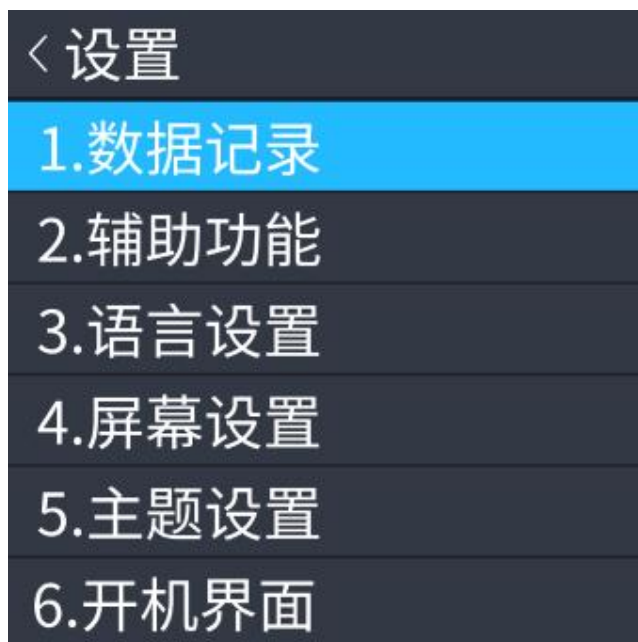 <设置
1.数据记录
2.辅助功能
3.语言设置
4.屏幕设置
5.主题设置
6.开机界面